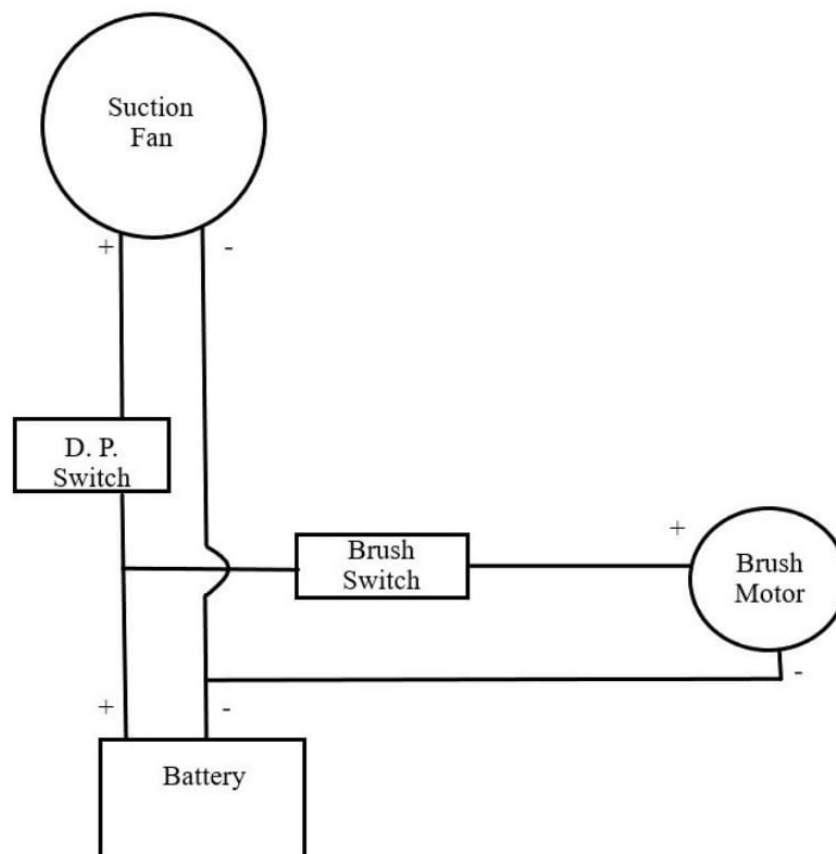 Suction
Fan
+ -
D. P.
Switch
Brush
Switch
+
Brush
Motor
-
+ -
Battery